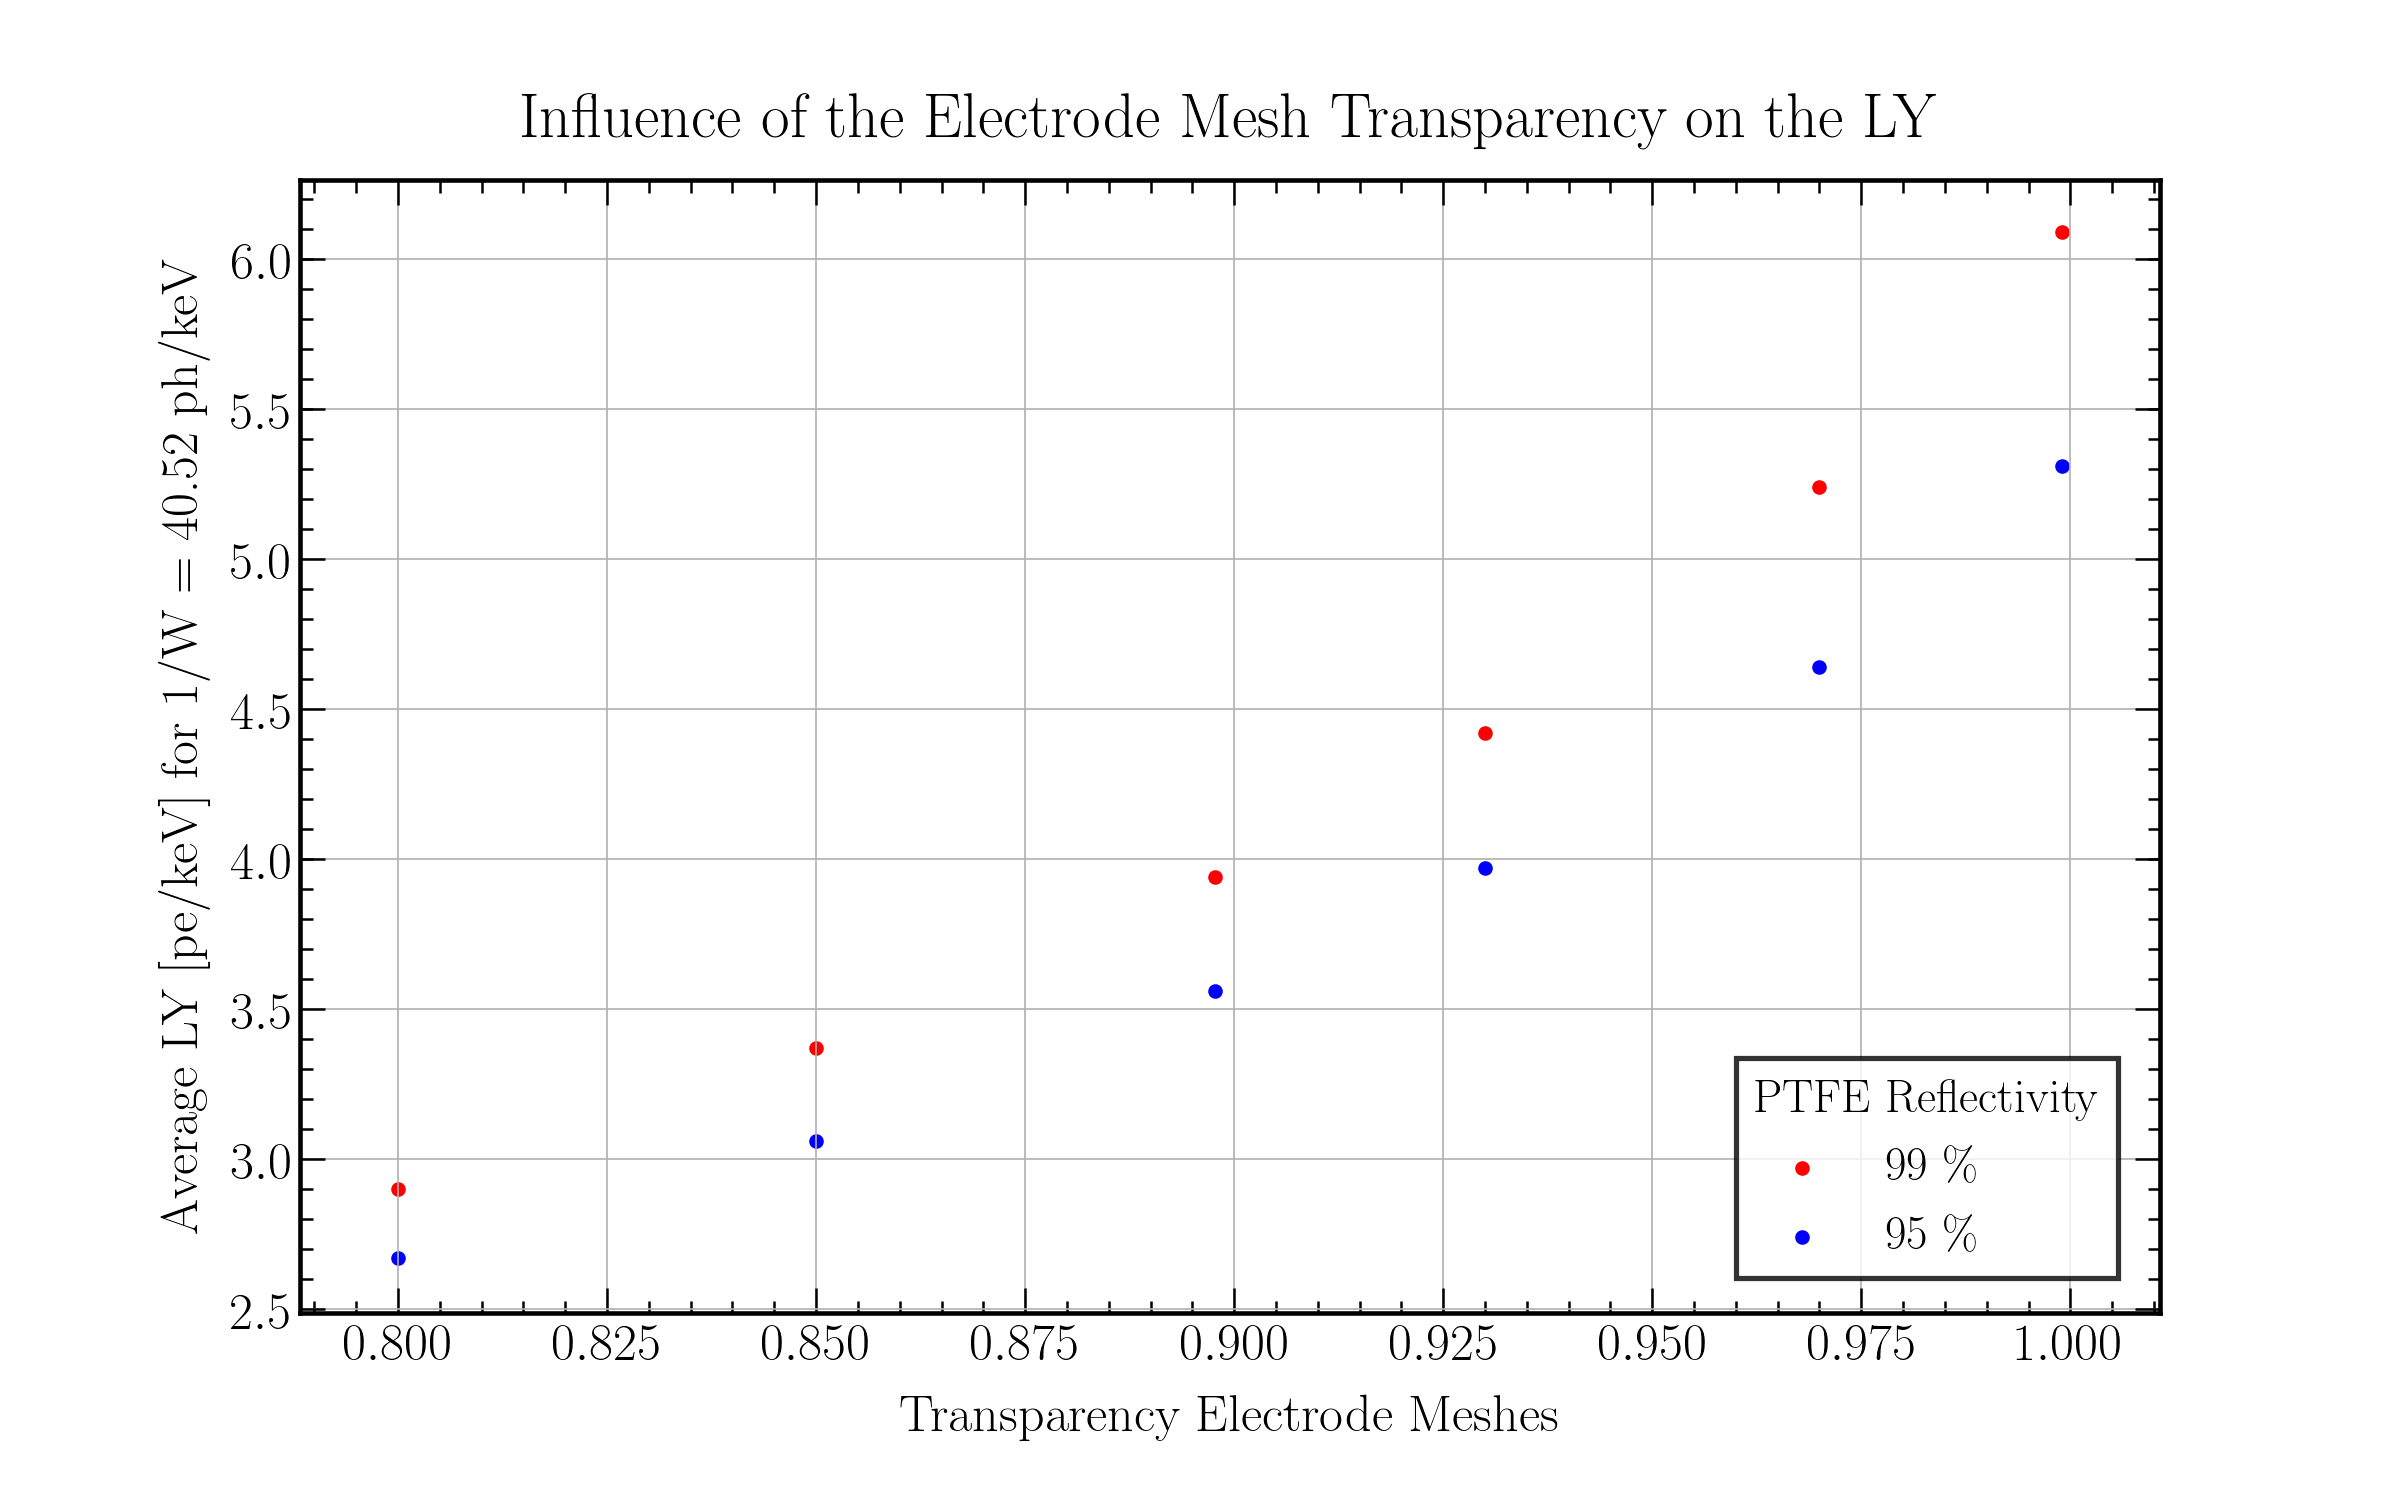 Influence of the Electrode Mesh Transparency on the LY
Average LY [pe/keV] for 1/W = 40.52 ph/keV
6.0
5.5
5.0
4.5
4.0
3.5
3.0
2.5
PTFE Reflectivity
99 %
95 %
0.800 0.825 0.850 0.875 0.900 0.925 0.950 0.975 1.000
Transparency Electrode Meshes